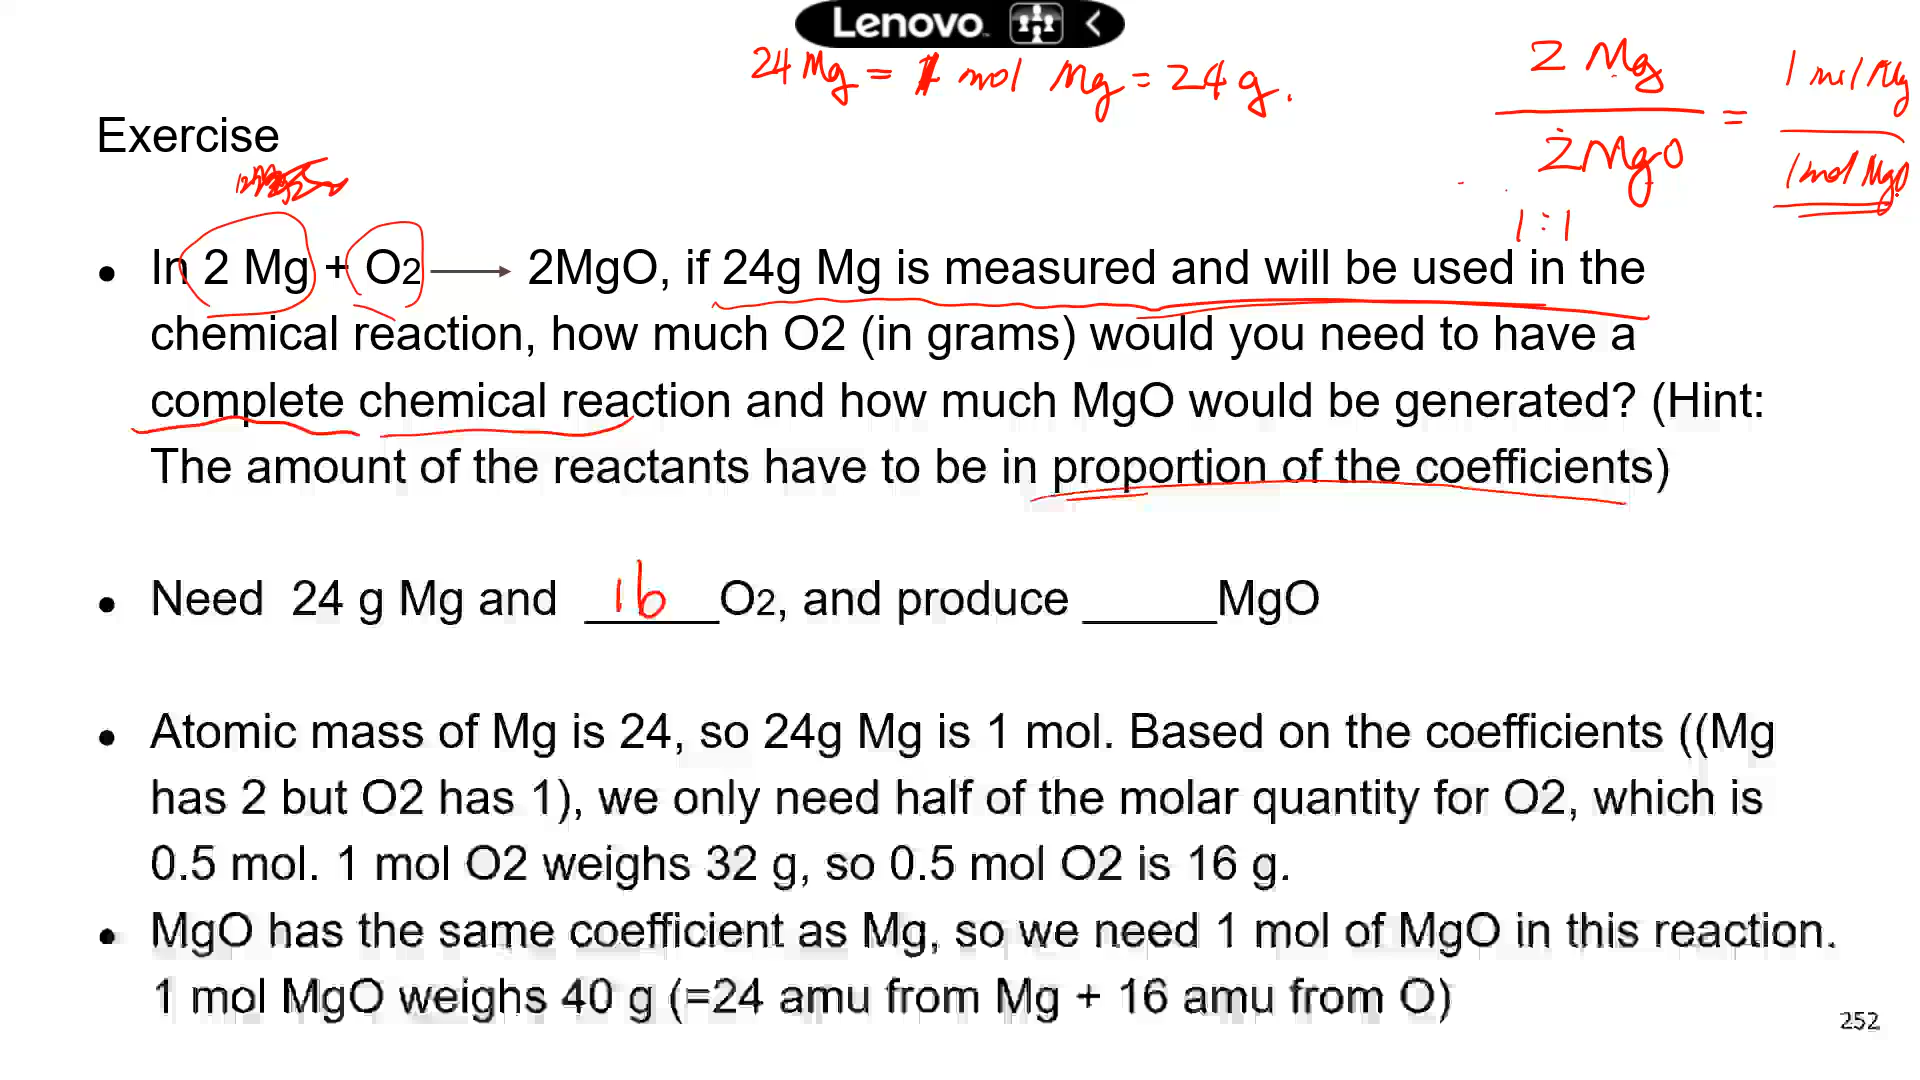 Lenovo
24 Mg = 1 mol Mg = 24 g.
2 Mg
2MgO
=
1 mol Mg
1 mol MgO
1:1
Exercise
In 2 Mg + O2 → 2MgO, if 24g Mg is measured and will be used in the
chemical reaction, how much O2 (in grams) would you need to have a
complete chemical reaction and how much MgO would be generated? (Hint:
The amount of the reactants have to be in proportion of the coefficients)
Need 24 g Mg and 16 O2, and produce _____MgO
Atomic mass of Mg is 24, so 24g Mg is 1 mol. Based on the coefficients ((Mg
has 2 but O2 has 1), we only need half of the molar quantity for O2, which is
0.5 mol. 1 mol O2 weighs 32 g, so 0.5 mol O2 is 16 g.
MgO has the same coefficient as Mg, so we need 1 mol of MgO in this reaction.
1 mol MgO weighs 40 g (=24 amu from Mg + 16 amu from O)
252